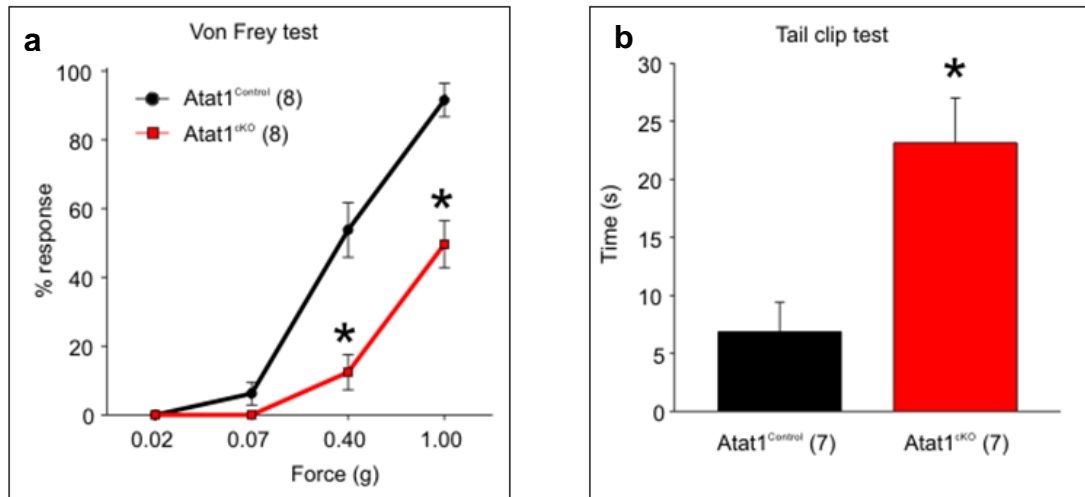 a
Von Frey test
100
80
60
40
20
0
% response
Atat1Control (8)
Atat1cKO (8)
*
*
0.02 0.07 0.40 1.00
Force (g)
b
Tail clip test
30
25
20
15
10
5
0
Time (s)
*
Atat1Control (7) Atat1cKO (7)